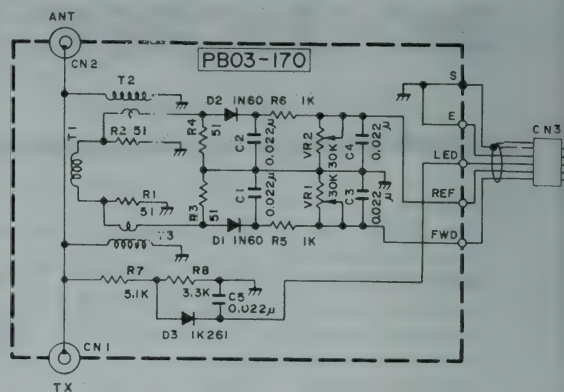 ANT
CN2
PB03-170
T2
D2 1N60 R6 1K
S
E
CN3
R2 51
R4
51
C2
0.022μ
VR2
30K
C4
0.022μ
T1
LED
R1
51
R3
51
C1
0.022μ
VR1
30K
C3
0.022μ
REF
T3
D1 1N60 R5 1K
FWD
R7
5.1K
R8
3.3K
C5
0.022μ
D3 1K261
CN1
TX